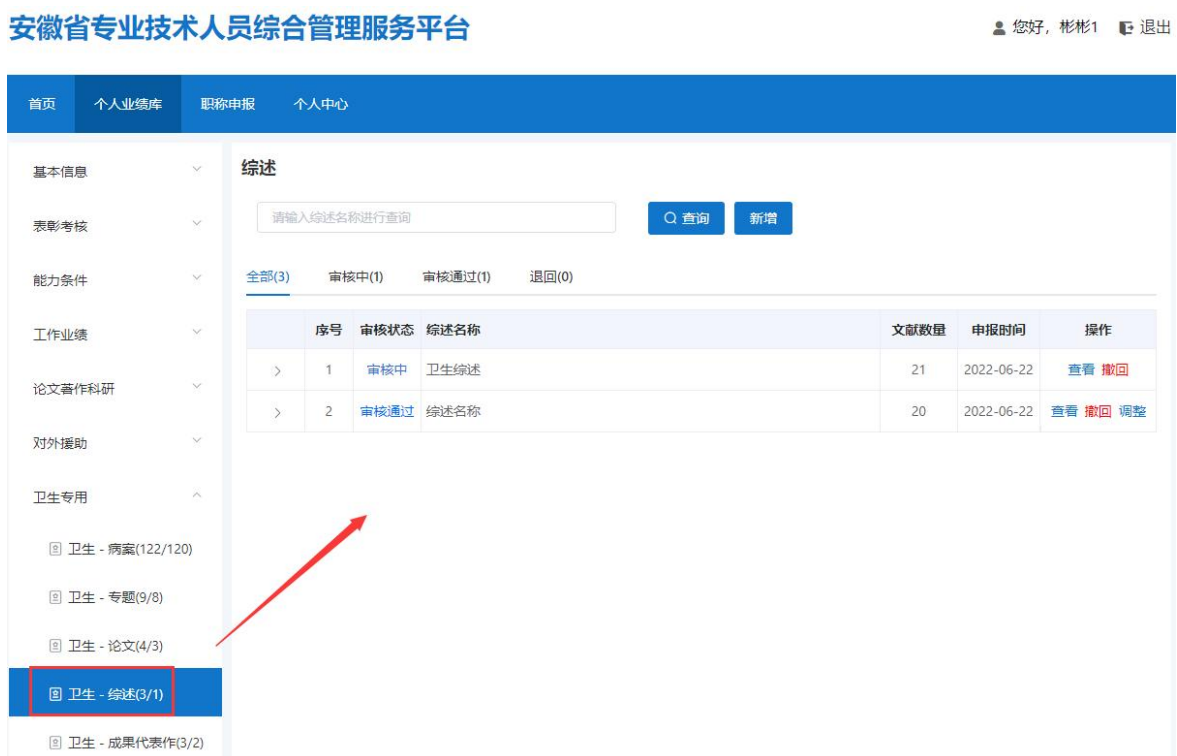 安徽省专业技术人员综合管理服务平台
您好，彬彬1 退出
首页 个人业绩库 职称申报 个人中心
基本信息
表彰考核
能力条件
工作业绩
论文著作科研
对外援助
卫生专用
卫生 - 病案(122/120)
卫生 - 专题(9/8)
卫生 - 论文(4/3)
卫生 - 综述(3/1)
卫生 - 成果代表作(3/2)
综述
请输入综述名称进行查询 查询 新增
全部(3) 审核中(1) 审核通过(1) 退回(0)
序号 审核状态 综述名称 文献数量 申报时间 操作
1 审核中 卫生综述 21 2022-06-22 查看 撤回
2 审核通过 综述名称 20 2022-06-22 查看 撤回 调整